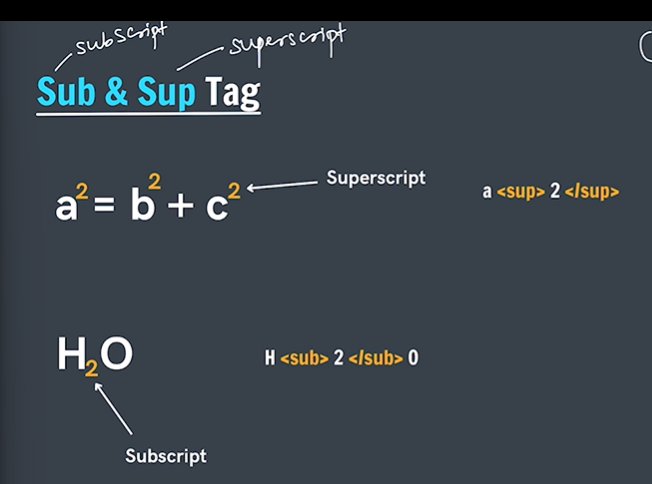 subscript superscript
Sub & Sup Tag
a² = b² + c² Superscript a <sup> 2 </sup>
H₂O H <sub> 2 </sub> 0
Subscript